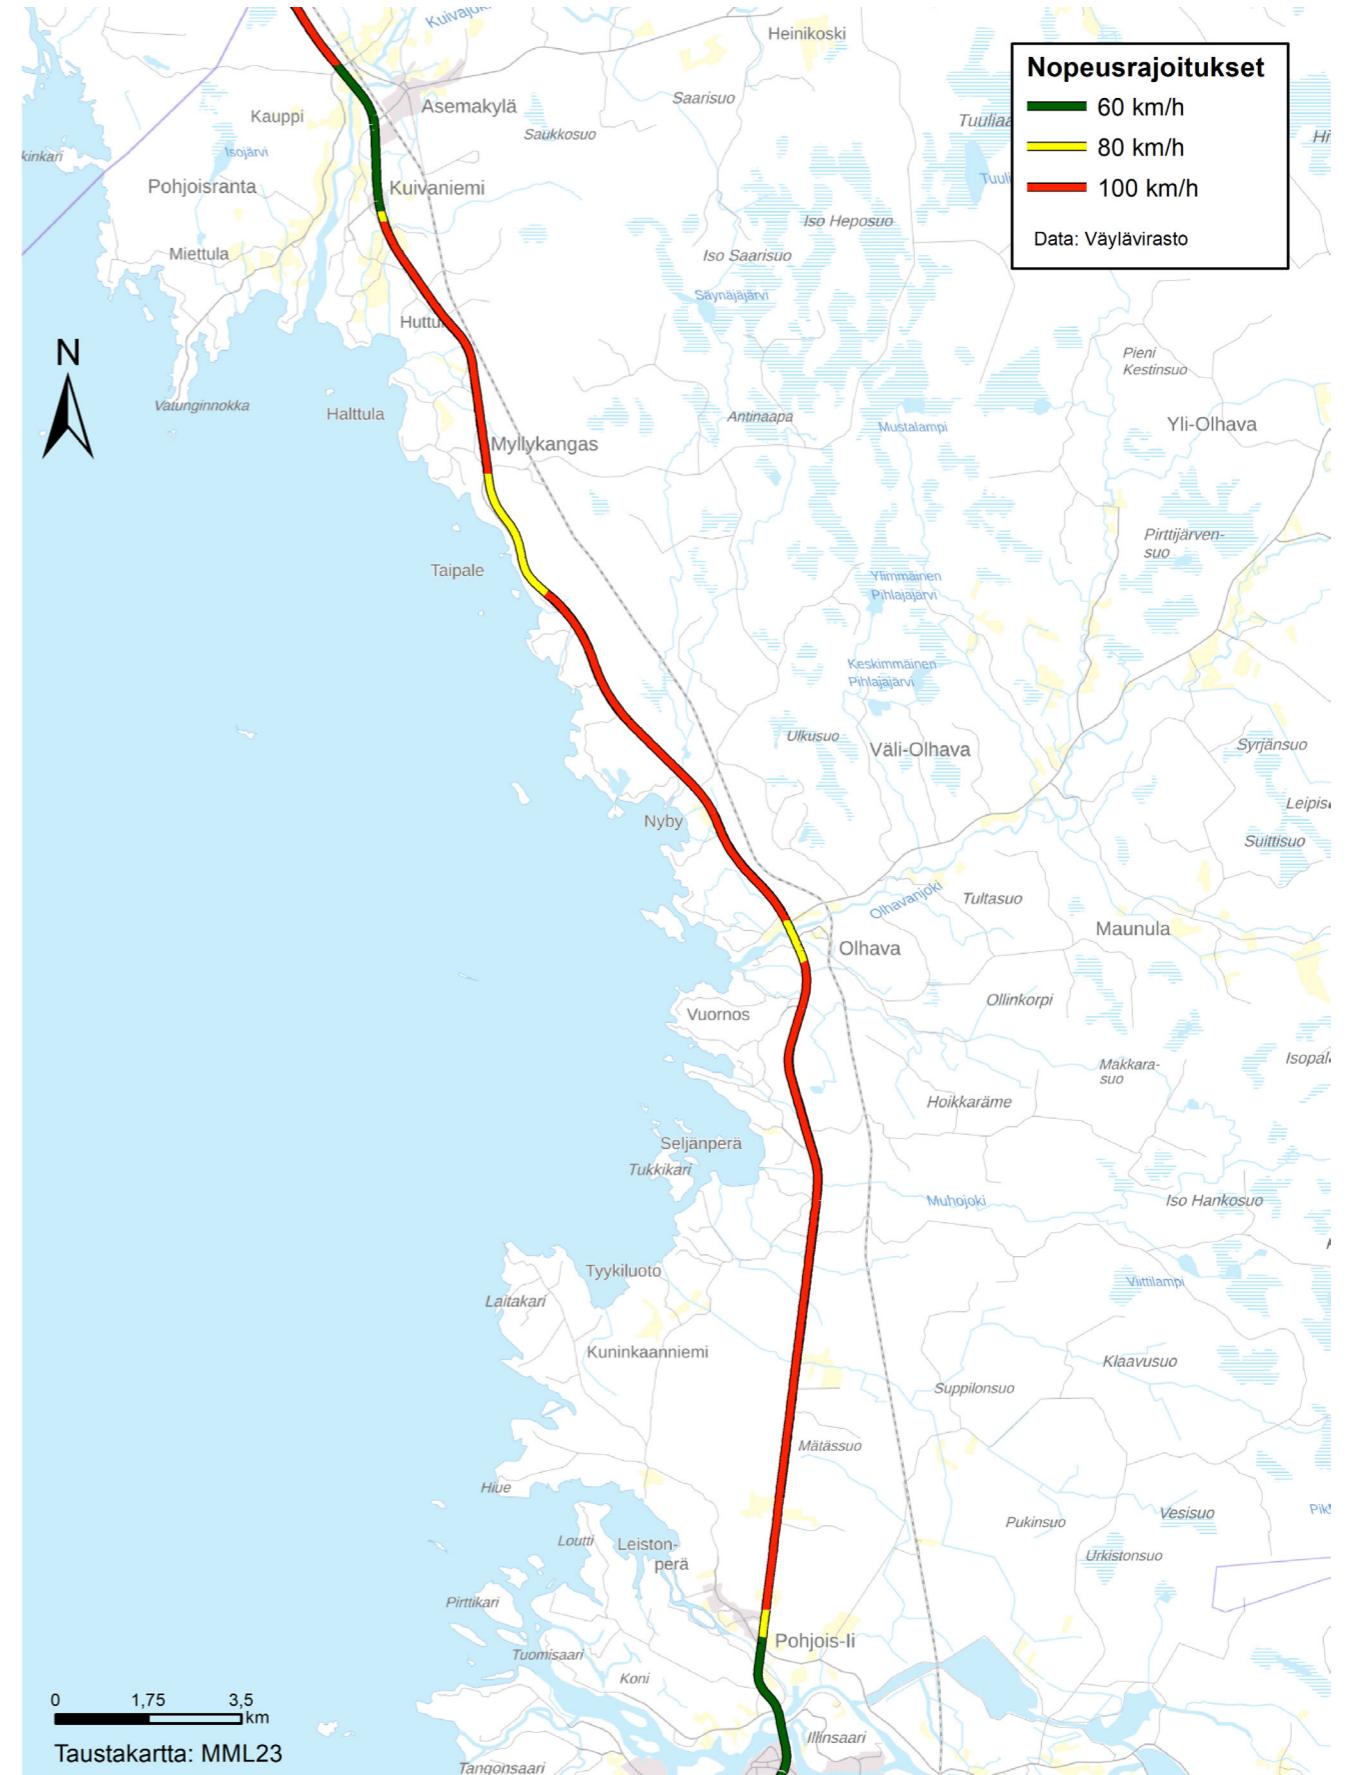 Kuivajoki
Heinikoski
Nopeusrajoitukset
60 km/h
80 km/h
100 km/h
Data: Väylävirasto
Saarisuo
Asemakylä
Kauppi
Saukkosuo
Isojärvi
kinkari
Pohjoisranta
Kuivaniemi
Iso Heposuo
Miettula
Iso Saarisuo
Säynäjäjärvi
N
Pieni
Kestinsuo
Vatunginnokka
Halttula
Antinaapa
Mustalampi
Yli-Olhava
Myllykangas
Pirttijärven-
suo
Taipale
Ylimmäinen
Pihlajajärvi
Keskimmäinen
Pihlajajärvi
Ulkusuo
Väli-Olhava
Syrjänsuo
Nyby
Suittisuo
Olhavanjoki
Tultasuo
Maunula
Olhava
Ollinkorpi
Vuornos
Makkara-
suo
Hoikkaräme
Seljänperä
Tukkikari
Muhojoki
Iso Hankosuo
Tyykiluoto
Viittilampi
Laitakari
Kuninkaanniemi
Klaavusuo
Suppilonsuo
Mätässuo
Hiue
Pukinsuo
Vesisuo
Loutti
Leiston-
perä
Urkistonsuo
Pirttikari
Pohjois-Ii
Tuomisaari
Koni
0 1,75 3,5
km
Illinsaari
Taustakartta: MML23
Tangonsaari